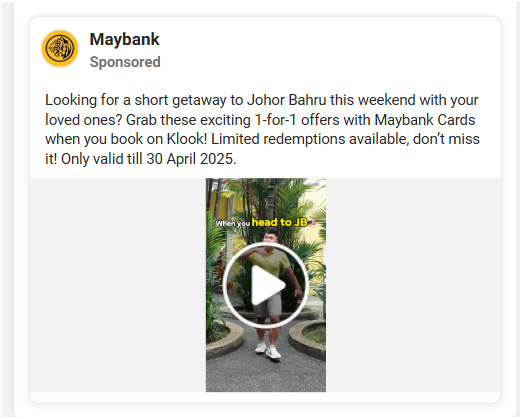 Maybank
Sponsored
Looking for a short getaway to Johor Bahru this weekend with your
loved ones? Grab these exciting 1-for-1 offers with Maybank Cards
when you book on Klook! Limited redemptions available, don’t miss
it! Only valid till 30 April 2025.
When you head to JB